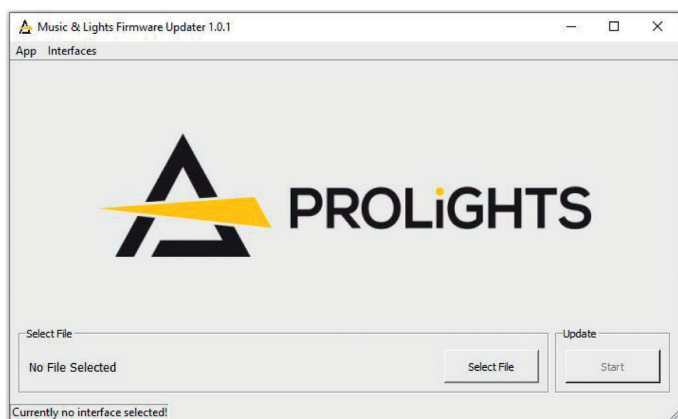 Music & Lights Firmware Updater 1.0.1
App Interfaces
PROLiGHTS
Select File
Update
No File Selected
Select File
Start
Currently no interface selected!